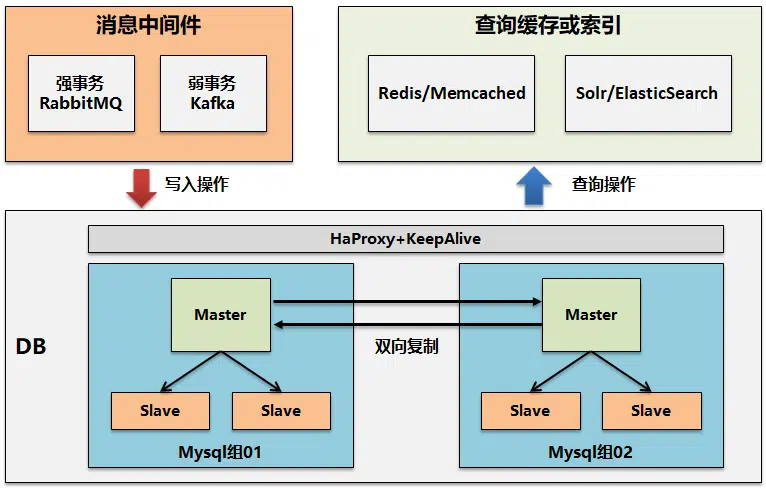 消息中间件
强事务
RabbitMQ
弱事务
Kafka
查询缓存或索引
Redis/Memcached
Solr/ElasticSearch
写入操作
查询操作
HaProxy+KeepAlive
DB
Master
Master
双向复制
Slave
Slave
Slave
Slave
Mysql组01
Mysql组02